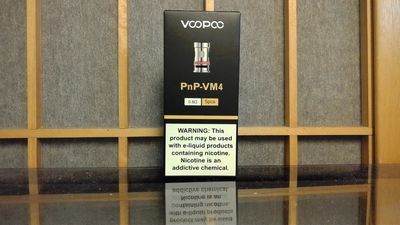 VOOPOO
PnP-VM4
0.6Ω 5pcs
WARNING: This
product may be used
with e-liquid products
containing nicotine.
Nicotine is an
addictive chemical.